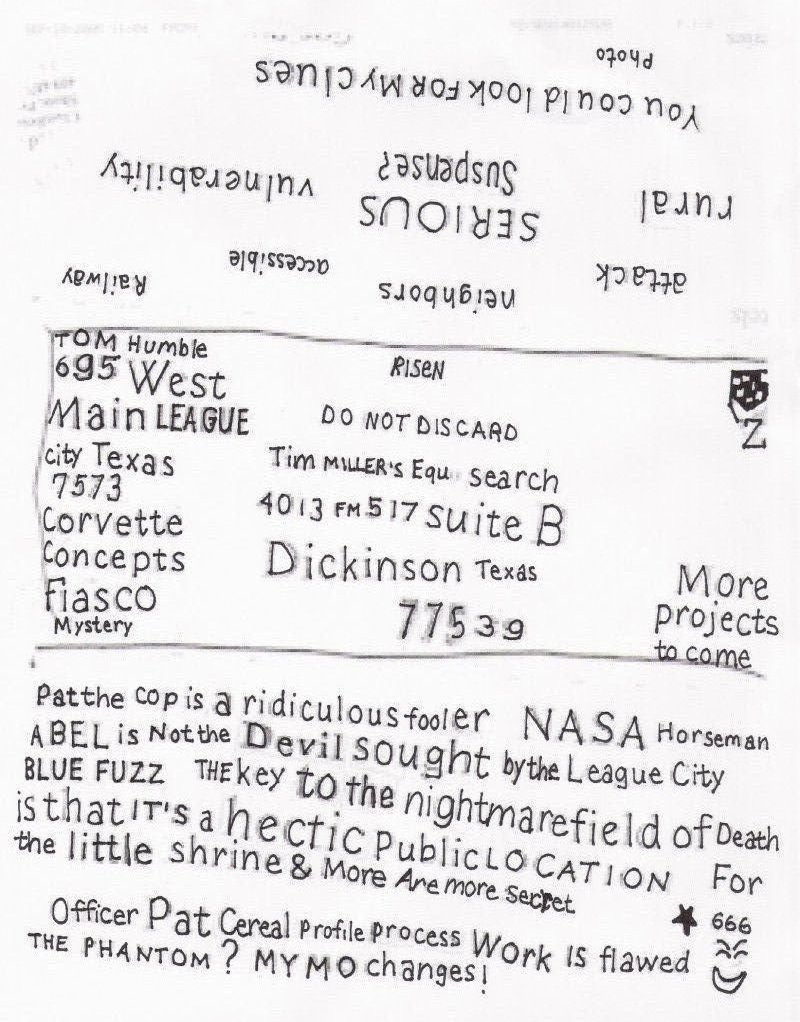 attack neighbors accessible Railway
rural SERIOUS vulnerability
Suspense?
You could look FOR My Clues
Photo
TOM Humble
695 West
Main LEAGUE
city Texas
7573
Corvette
Concepts
fiasco
Mystery
RISEN
DO NOT DISCARD
Tim MILLER'S Equ search
4013 FM 517 suite B
Dickinson Texas
77539
Z
More
projects
to come
Pat the cop is a ridiculous fooler NASA Horseman
ABEL is Not the Devil sought by the League City
BLUE FUZZ THE key to the nightmare field of Death
is that IT'S a hectic Public LOCATION For
the little shrine & More Are more secret
Officer Pat Cereal Profile Process Work IS flawed
THE PHANTOM? MY MO changes!
666